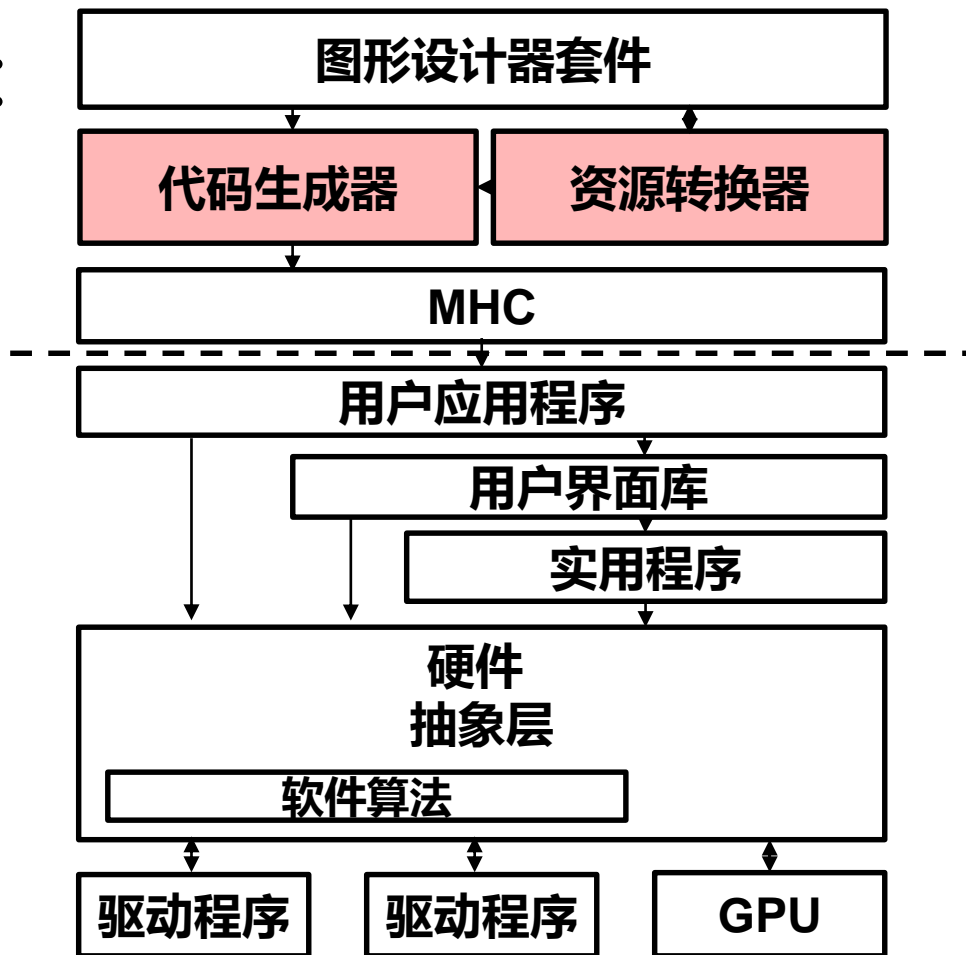 图形设计器套件
代码生成器
资源转换器
MHC
用户应用程序
用户界面库
实用程序
硬件
抽象层
软件算法
驱动程序
驱动程序
GPU